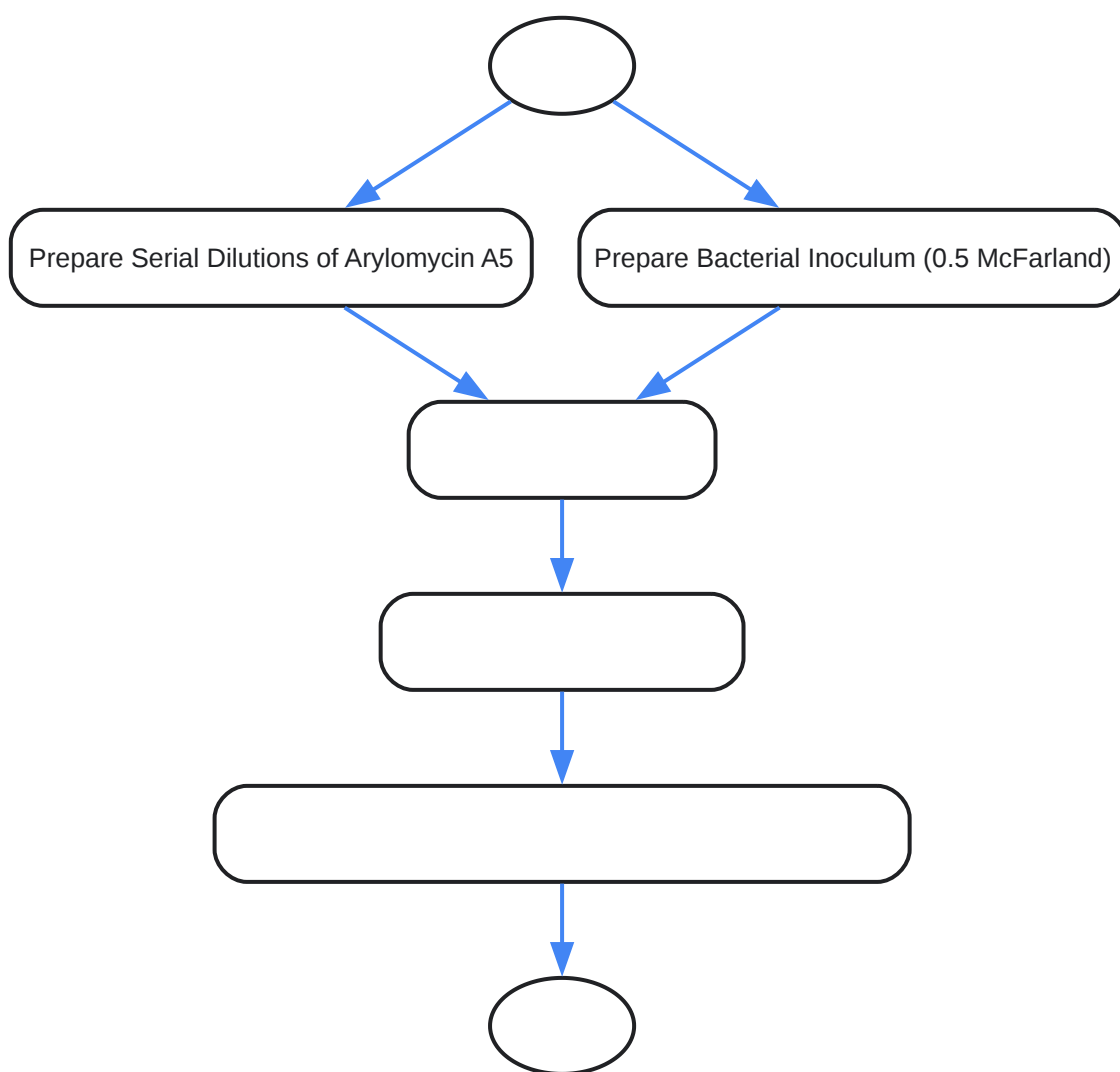 Prepare Serial Dilutions of Arylomycin A5
Prepare Bacterial Inoculum (0.5 McFarland)